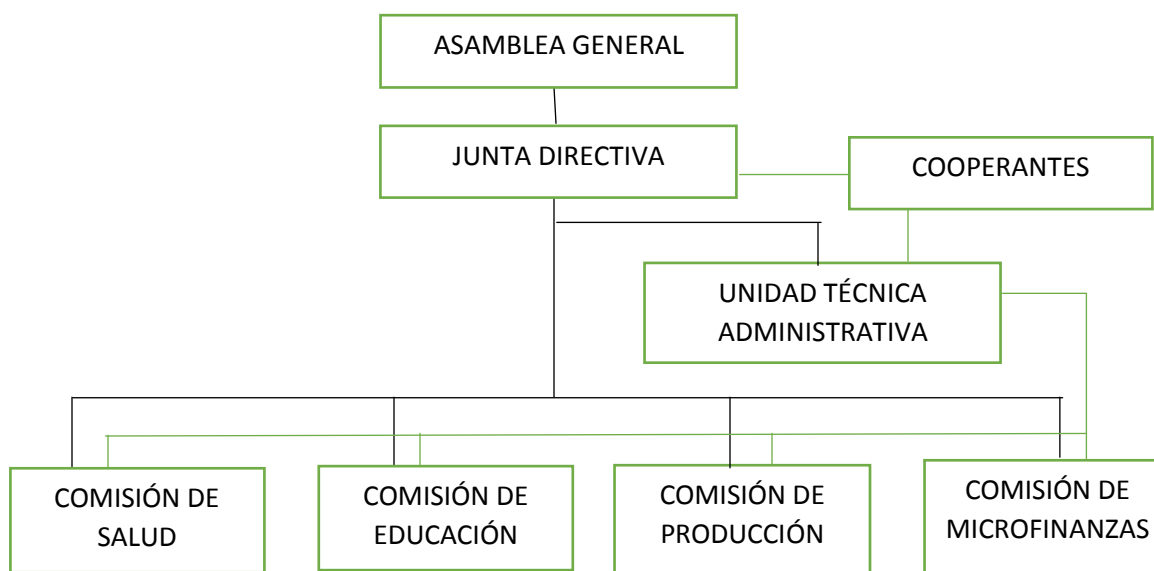 ASAMBLEA GENERAL
JUNTA DIRECTIVA
COOPERANTES
UNIDAD TÉCNICA
ADMINISTRATIVA
COMISIÓN DE
SALUD
COMISIÓN DE
EDUCACIÓN
COMISIÓN DE
PRODUCCIÓN
COMISIÓN DE
MICROFINANZAS